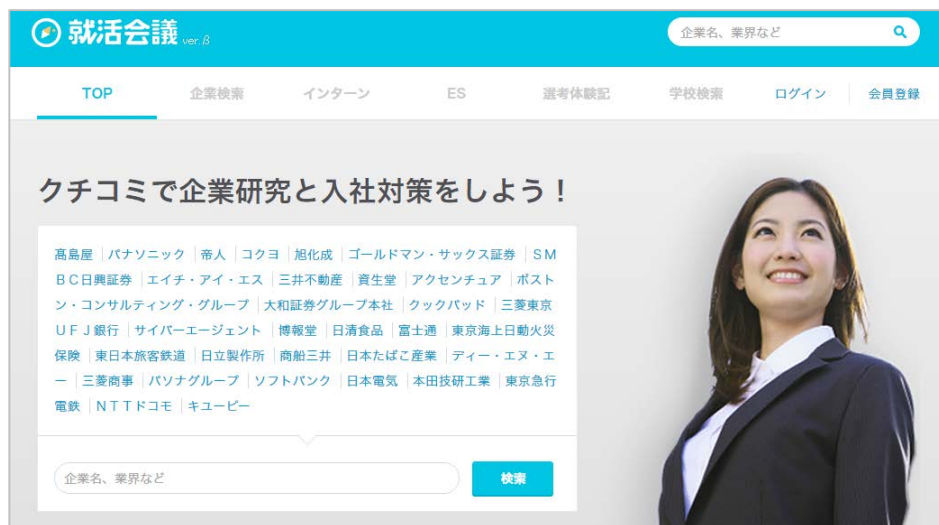 就活会議 ver.β
企業名、業界など
TOP 企業検索 インターン ES 選考体験記 学校検索 ログイン 会員登録
クチコミで企業研究と入社対策をしよう！
髙島屋 | パナソニック | 帝人 | コクヨ | 旭化成 | ゴールドマン・サックス証券 | ＳＭ
ＢＣ日興証券 | エイチ・アイ・エス | 三井不動産 | 資生堂 | アクセンチュア | ボスト
ン・コンサルティング・グループ | 大和証券グループ本社 | クックパッド | 三菱東京
ＵＦＪ銀行 | サイバーエージェント | 博報堂 | 日清食品 | 富士通 | 東京海上日動火災
保険 | 東日本旅客鉄道 | 日立製作所 | 商船三井 | 日本たばこ産業 | ディー・エヌ・エ
ー | 三菱商事 | パソナグループ | ソフトバンク | 日本電気 | 本田技研工業 | 東京急行
電鉄 | ＮＴＴドコモ | キユーピー
企業名、業界など
検索